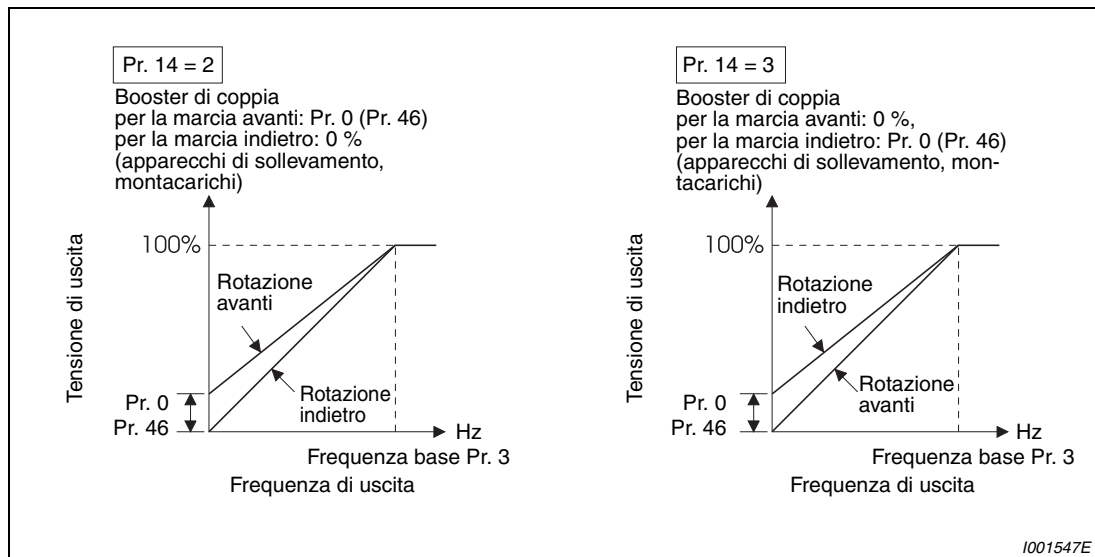 Pr. 14 = 2
Booster di coppia
per la marcia avanti: Pr. 0 (Pr. 46)
per la marcia indietro: 0 %
(apparecchi di sollevamento,
montacarichi)
Tensione di uscita
100%
Rotazione
avanti
Rotazione
indietro
Pr. 0
Pr. 46
Hz
Frequenza base Pr. 3
Frequenza di uscita
Pr. 14 = 3
Booster di coppia
per la marcia avanti: 0 %,
per la marcia indietro: Pr. 0 (Pr. 46)
(apparecchi di sollevamento, mon-
tacarichi)
Tensione di uscita
100%
Rotazione
indietro
Rotazione
avanti
Pr. 0
Pr. 46
Hz
Frequenza base Pr. 3
Frequenza di uscita
I001547E